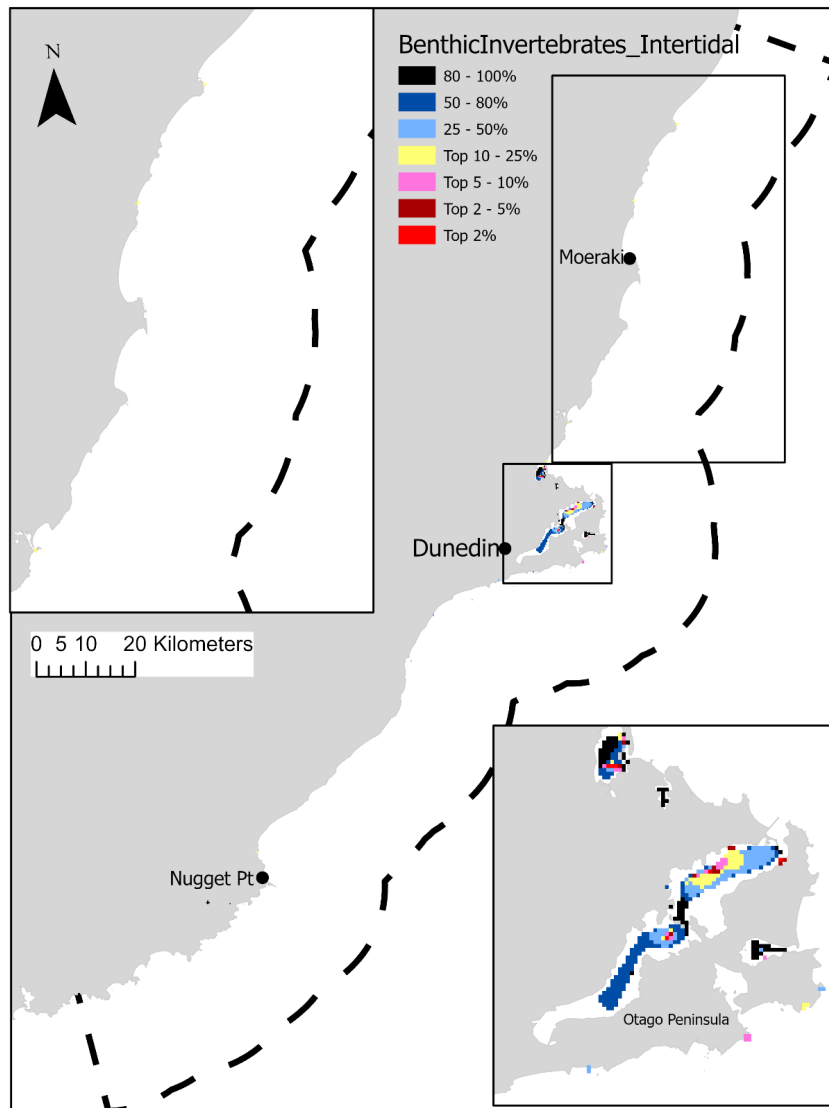 N
BenthicInvertebrates_Intertidal
80 - 100%
50 - 80%
25 - 50%
Top 10 - 25%
Top 5 - 10%
Top 2 - 5%
Top 2%
Moeraki
Dunedin
0 5 10 20 Kilometers
Nugget Pt
Otago Peninsula